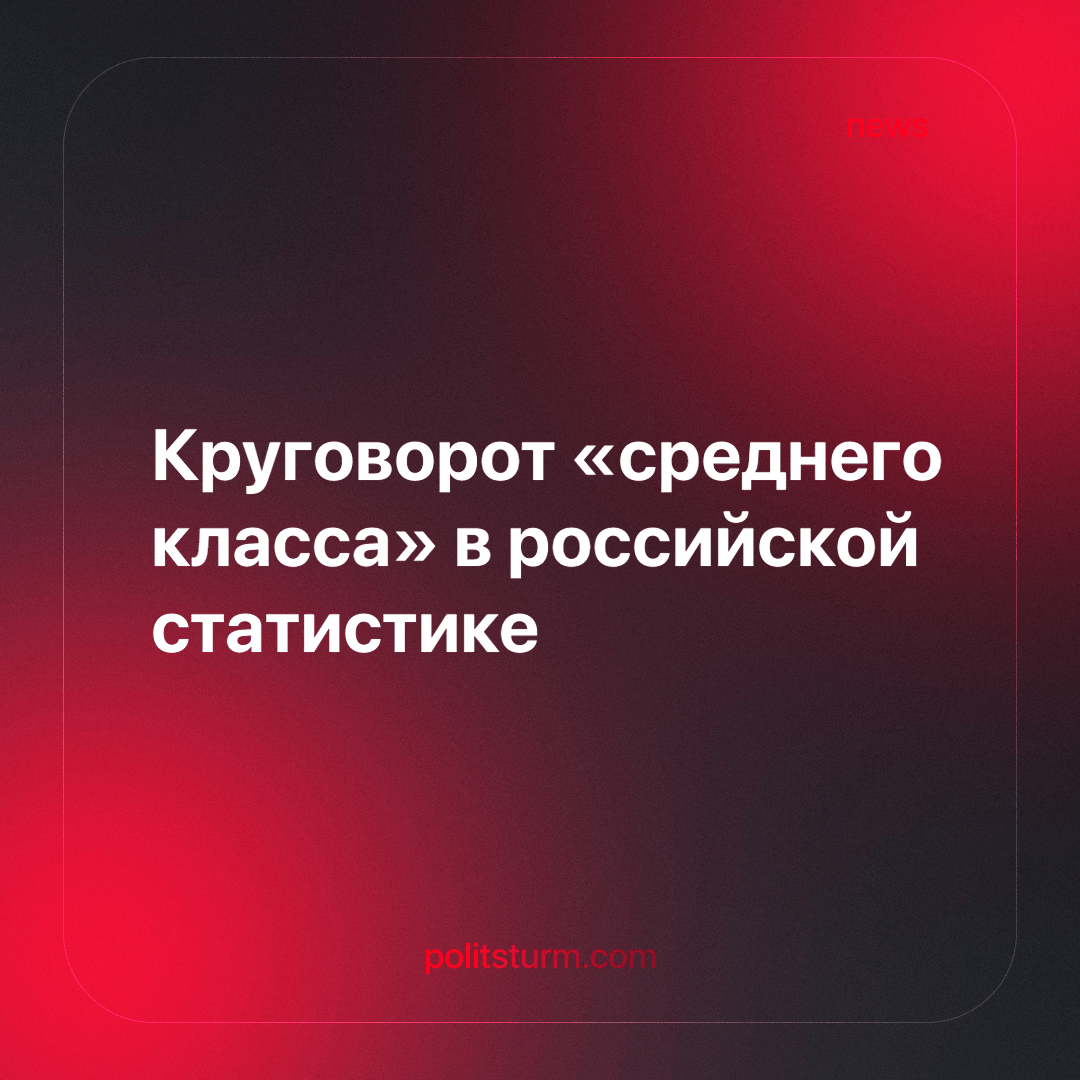 news
Круговорот «среднего
класса» в российской
статистике
politsturm.com